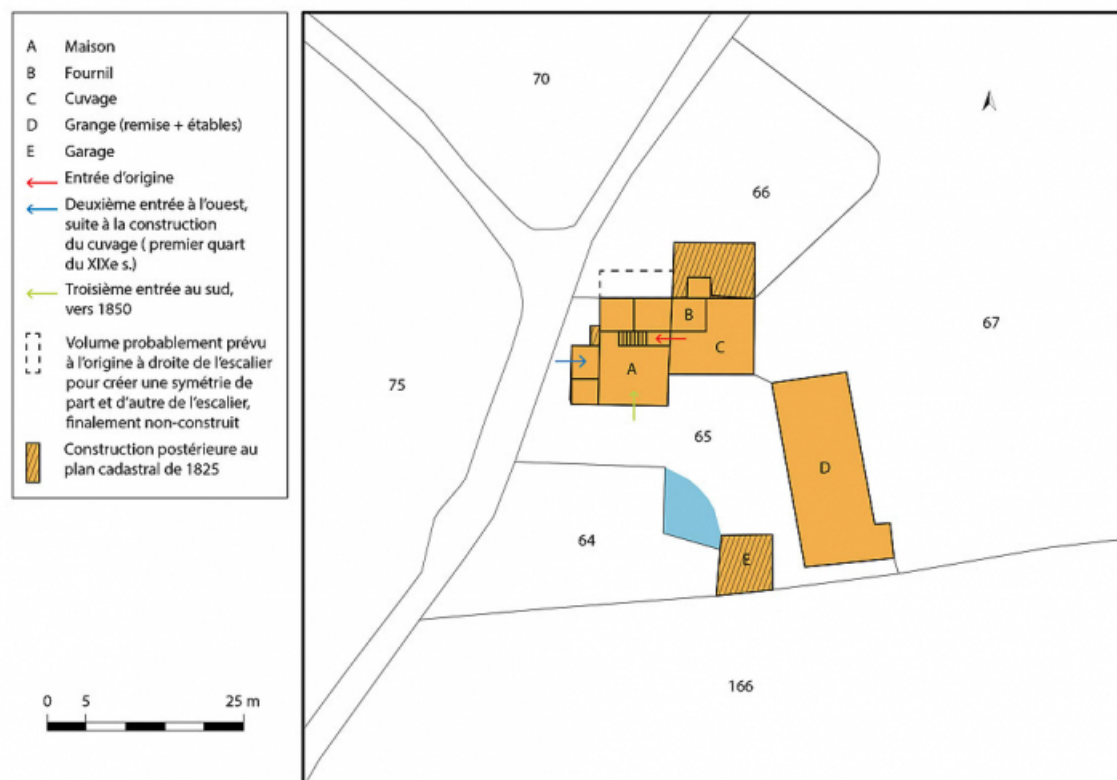 A Maison
B Fournil
C Cuvage
D Grange (remise + étables)
E Garage
Entrée d'origine
Deuxième entrée à l'ouest,
suite à la construction
du cuvage ( premier quart
du XIXe s.)
Troisième entrée au sud,
vers 1850
Volume probablement prévu
à l'origine à droite de l'escalier
pour créer une symétrie de
part et d'autre de l'escalier,
finalement non-construit
Construction postérieure au
plan cadastral de 1825
0 5 25 m
70
66
67
75
B
C
A
65
D
64
E
166